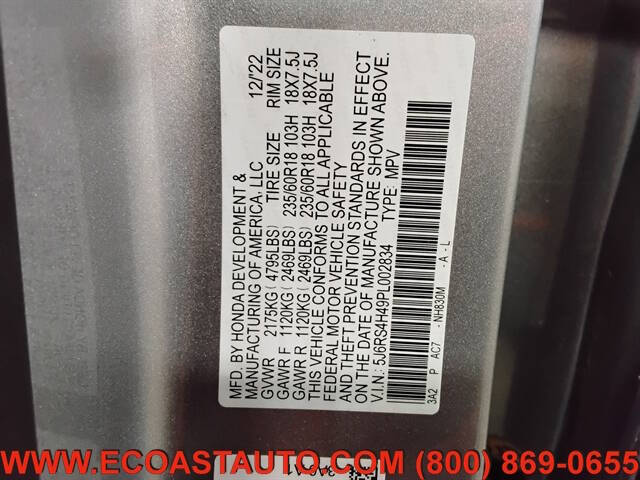 MFD. BY HONDA DEVELOPMENT &
MANUFACTURING OF AMERICA, LLC 12/'22
GVWR 2175KG( 4795LBS) TIRE SIZE RIM SIZE
GAWR F 1120KG( 2469LBS) 235/60R18 103H 18X7.5J
GAWR R 1120KG( 2469LBS) 235/60R18 103H 18X7.5J
THIS VEHICLE CONFORMS TO ALL APPLICABLE
FEDERAL MOTOR VEHICLE SAFETY
AND THEFT PREVENTION STANDARDS IN EFFECT
ON THE DATE OF MANUFACTURE SHOWN ABOVE.
V.I.N.: 5J6RS4H49PL002834 TYPE: MPV
3A2 P AC7 -NH830M -A-L
WWW.ECOASTAUTO.COM (800) 869-0655